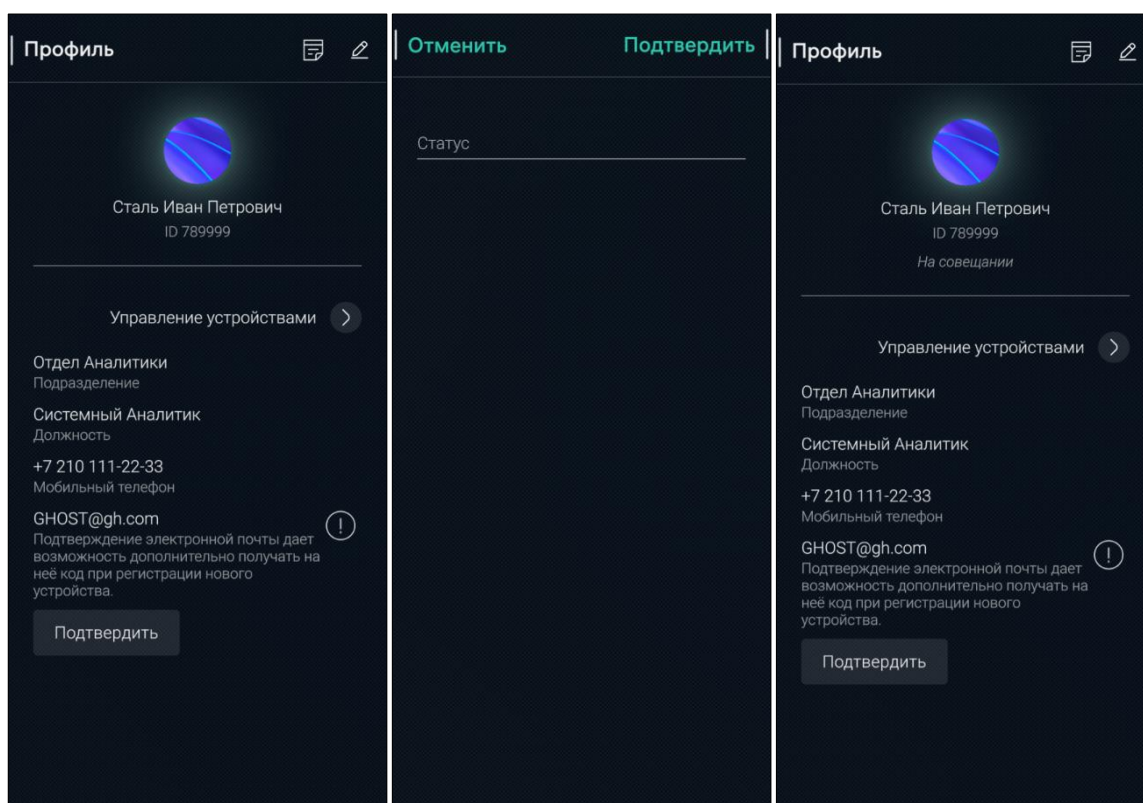 Профиль
Сталь Иван Петрович
ID 789999
Управление устройствами
Отдел Аналитики
Подразделение
Системный Аналитик
Должность
+7 210 111-22-33
Мобильный телефон
GHOST@gh.com
Подтверждение электронной почты дает
возможность дополнительно получать на
неё код при регистрации нового
устройства.
Подтвердить
Отменить
Подтвердить
Статус
Профиль
Сталь Иван Петрович
ID 789999
На совещании
Управление устройствами
Отдел Аналитики
Подразделение
Системный Аналитик
Должность
+7 210 111-22-33
Мобильный телефон
GHOST@gh.com
Подтверждение электронной почты дает
возможность дополнительно получать на
неё код при регистрации нового
устройства.
Подтвердить